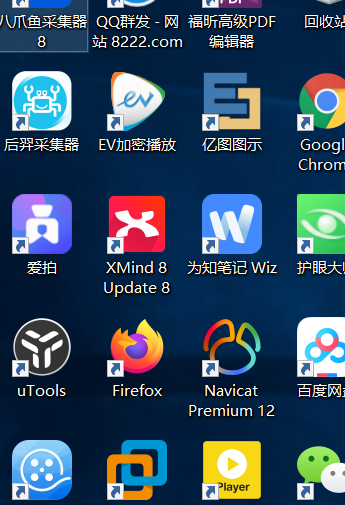 八爪鱼采集器
8
QQ群发 - 网
站 8222.com
福昕高级PDF
编辑器
回收站
后羿采集器
EV加密播放
亿图图示
Googl
Chrom
爱拍
XMind 8
Update 8
为知笔记 Wiz
护眼大
uTools
Firefox
Navicat
Premium 12
百度网
Player